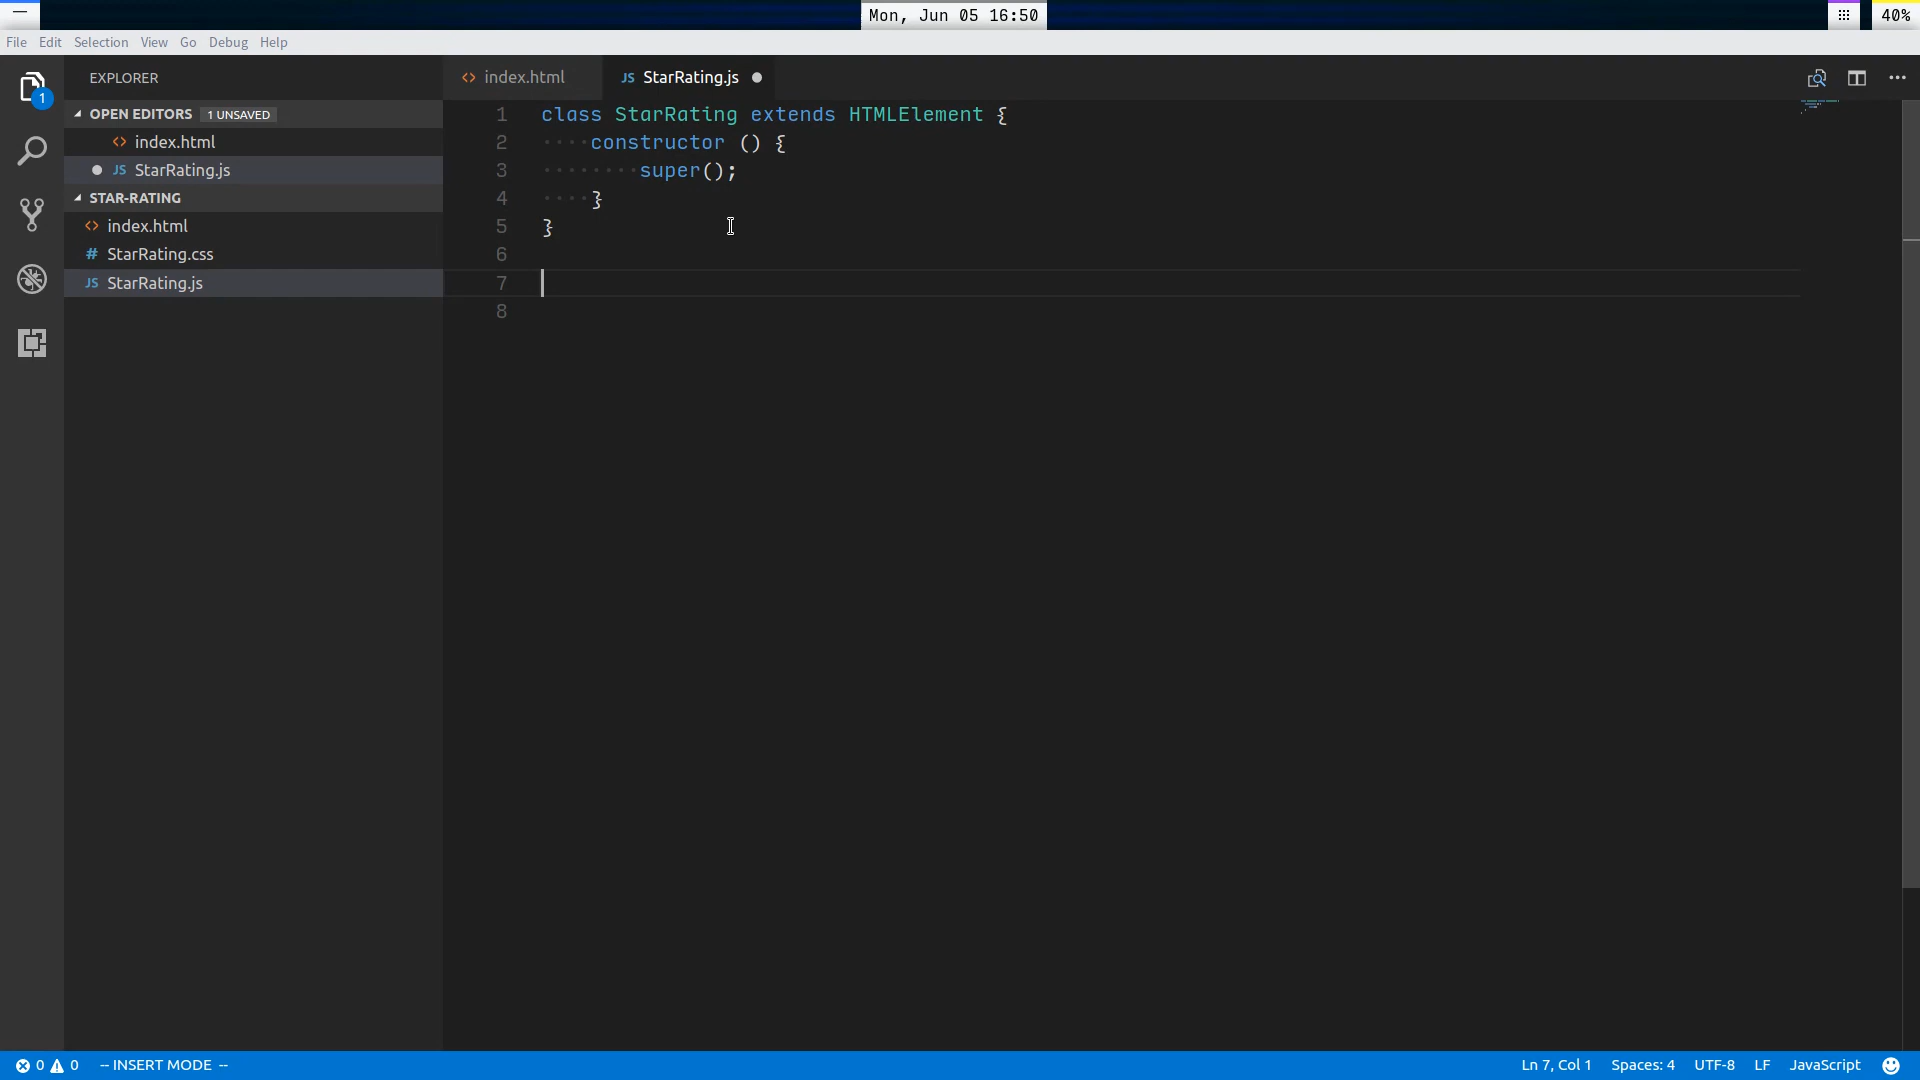 Mon, Jun 05 16:50
40%
File Edit Selection View Go Debug Help
EXPLORER
OPEN EDITORS 1 UNSAVED
index.html
StarRating.js
STAR-RATING
index.html
StarRating.css
StarRating.js
1
index.html
JS StarRating.js
1 class StarRating extends HTMLElement {
2 ····constructor () {
3 ········super();
4 ····}
5 }
6
7
8
0 0 -- INSERT MODE --
Ln 7, Col 1 Spaces: 4 UTF-8 LF JavaScript